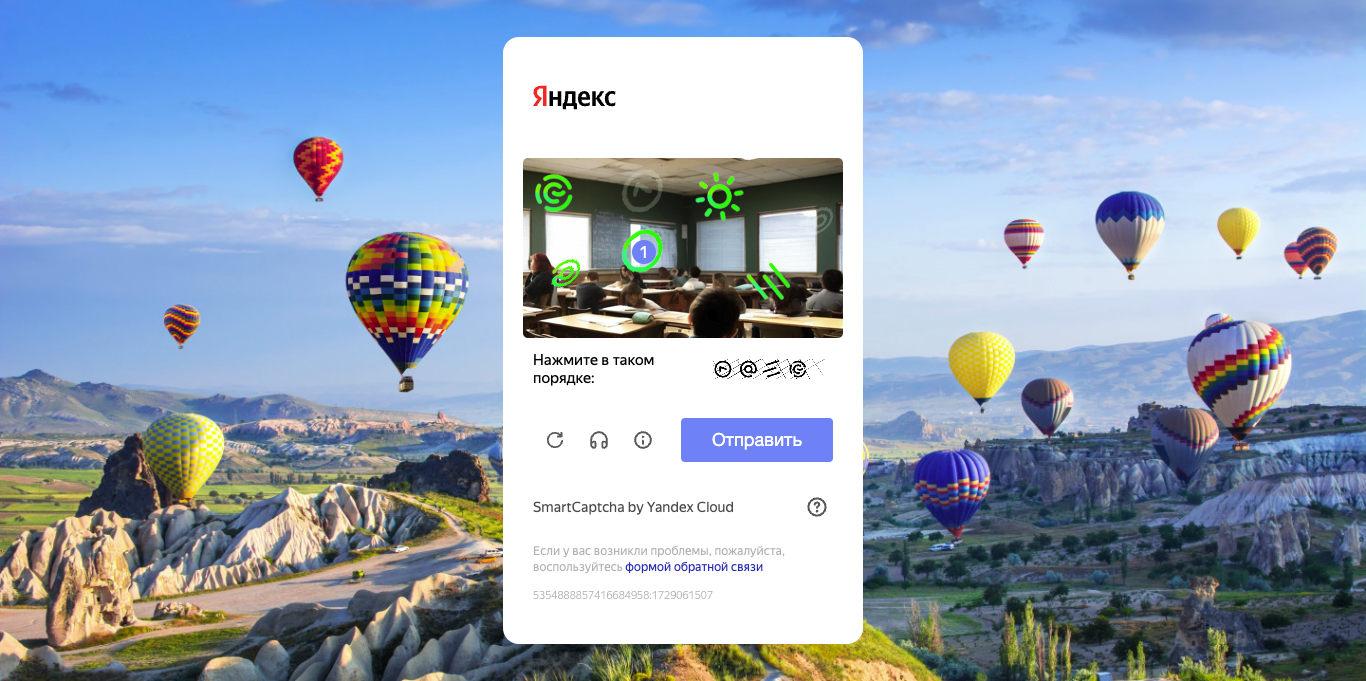 Яндекс
1
Нажмите в таком
порядке:
Отправить
SmartCaptcha by Yandex Cloud
Если у вас возникли проблемы, пожалуйста,
воспользуйтесь формой обратной связи
5354888857416684958:1729061507